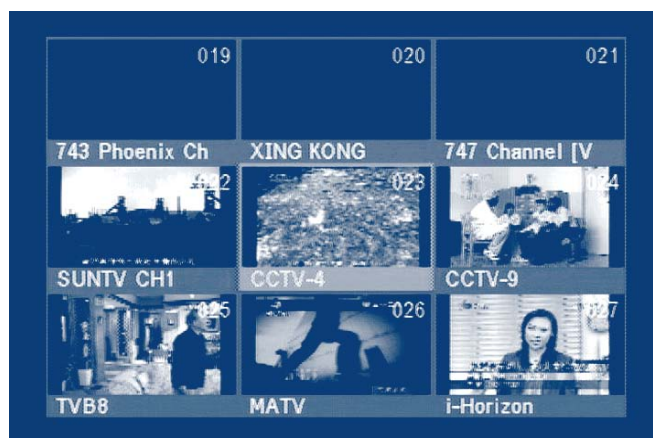 019 020 021
743 Phoenix Ch XING KONG 747 Channel [V
022 023 024
SUNTV CH1 CCTV-4 CCTV-9
025 026 027
TVB8 MATV i-Horizon